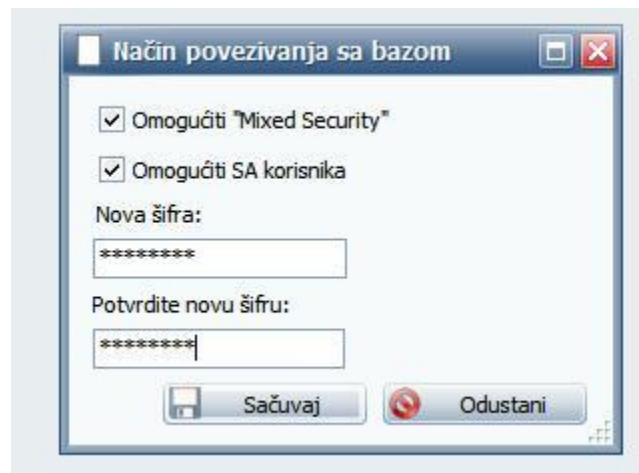 Način povezivanja sa bazom
Omogućiti "Mixed Security"
Omogućiti SA korisnika
Nova šifra:
********
Potvrdite novu šifru:
********
Sačuvaj Odustani